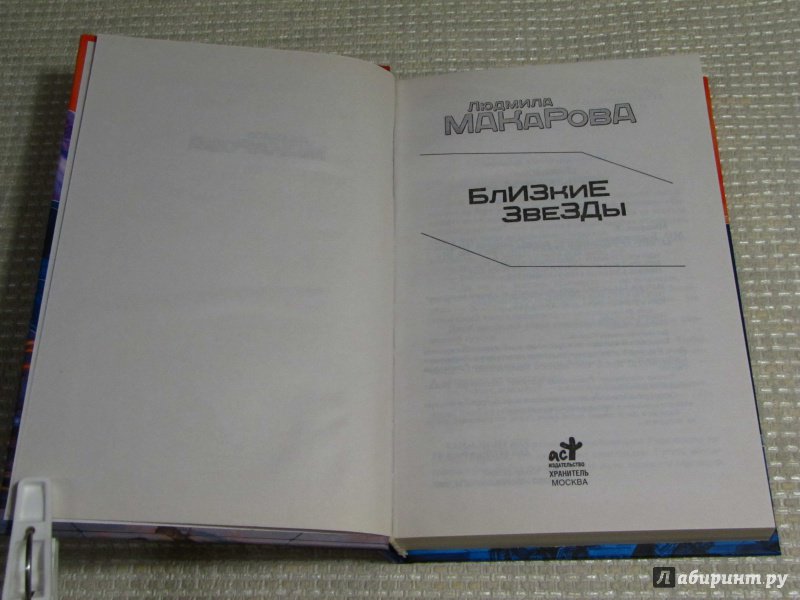 Людмила
Макарова
Близкие
звезды
аст
издательство
ХРАНИТЕЛЬ
МОСКВА
Лабиринт.ру